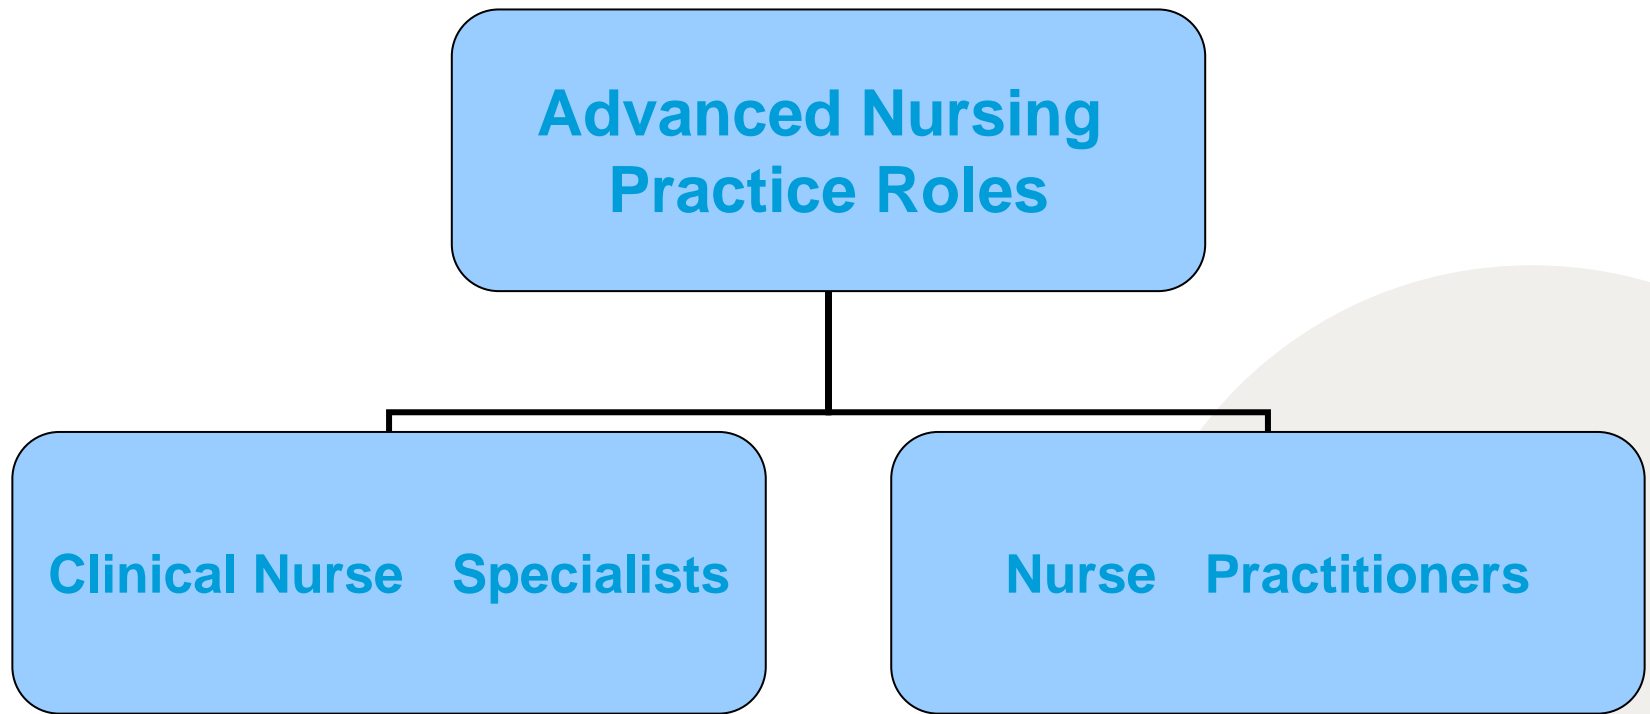 Advanced Nursing
Practice Roles
Clinical Nurse Specialists
Nurse Practitioners